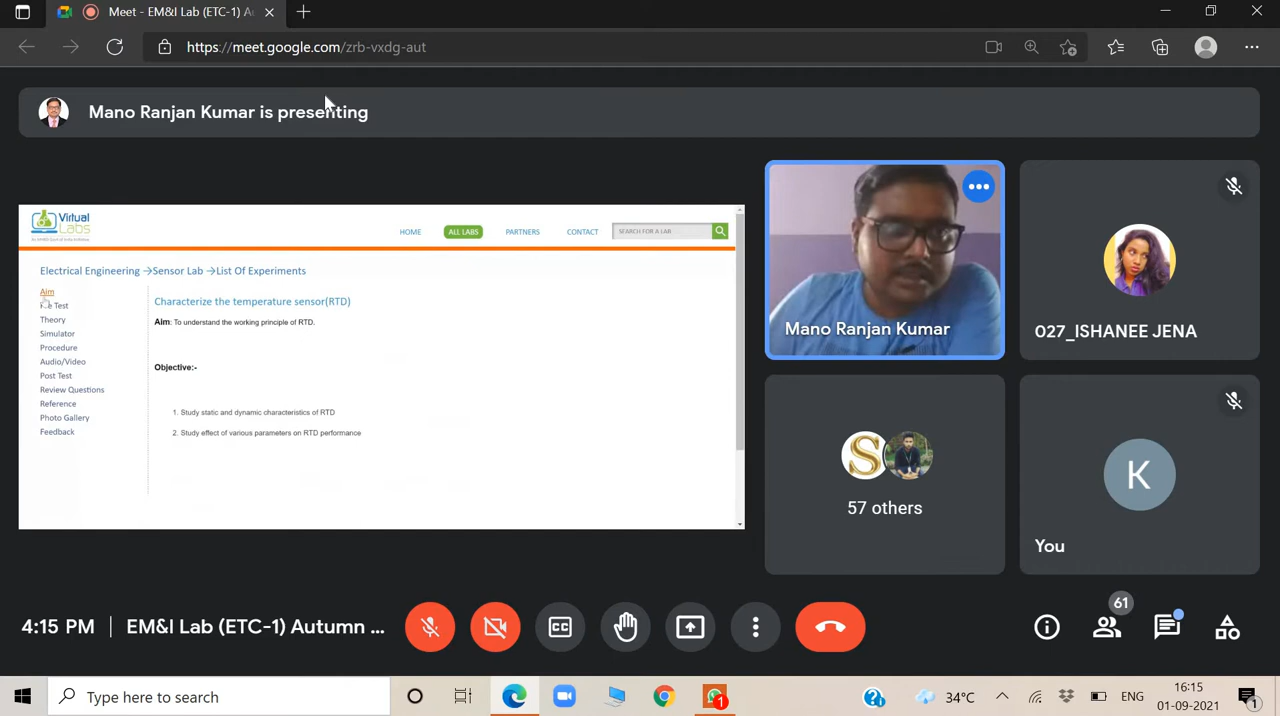 Meet - EM&I Lab (ETC-1) Au
https://meet.google.com/zrb-vxdg-aut
Mano Ranjan Kumar is presenting
Virtual
Labs
HOME
ALL LABS
PARTNERS
CONTACT
SEARCH FOR A LAB
Electrical Engineering →Sensor Lab →List Of Experiments
Aim
Pre Test
Theory
Simulator
Procedure
Audio/Video
Post Test
Review Questions
Reference
Photo Gallery
Feedback
Characterize the temperature sensor(RTD)
Aim: To understand the working principle of RTD.
Objective:-
1. Study static and dynamic characteristics of RTD
2. Study effect of various parameters on RTD performance
Mano Ranjan Kumar
027_ISHANEE JENA
S
57 others
K
You
4:15 PM
EM&I Lab (ETC-1) Autumn ...
CC
61
Type here to search
1
34°C
ENG
16:15
01-09-2021
1